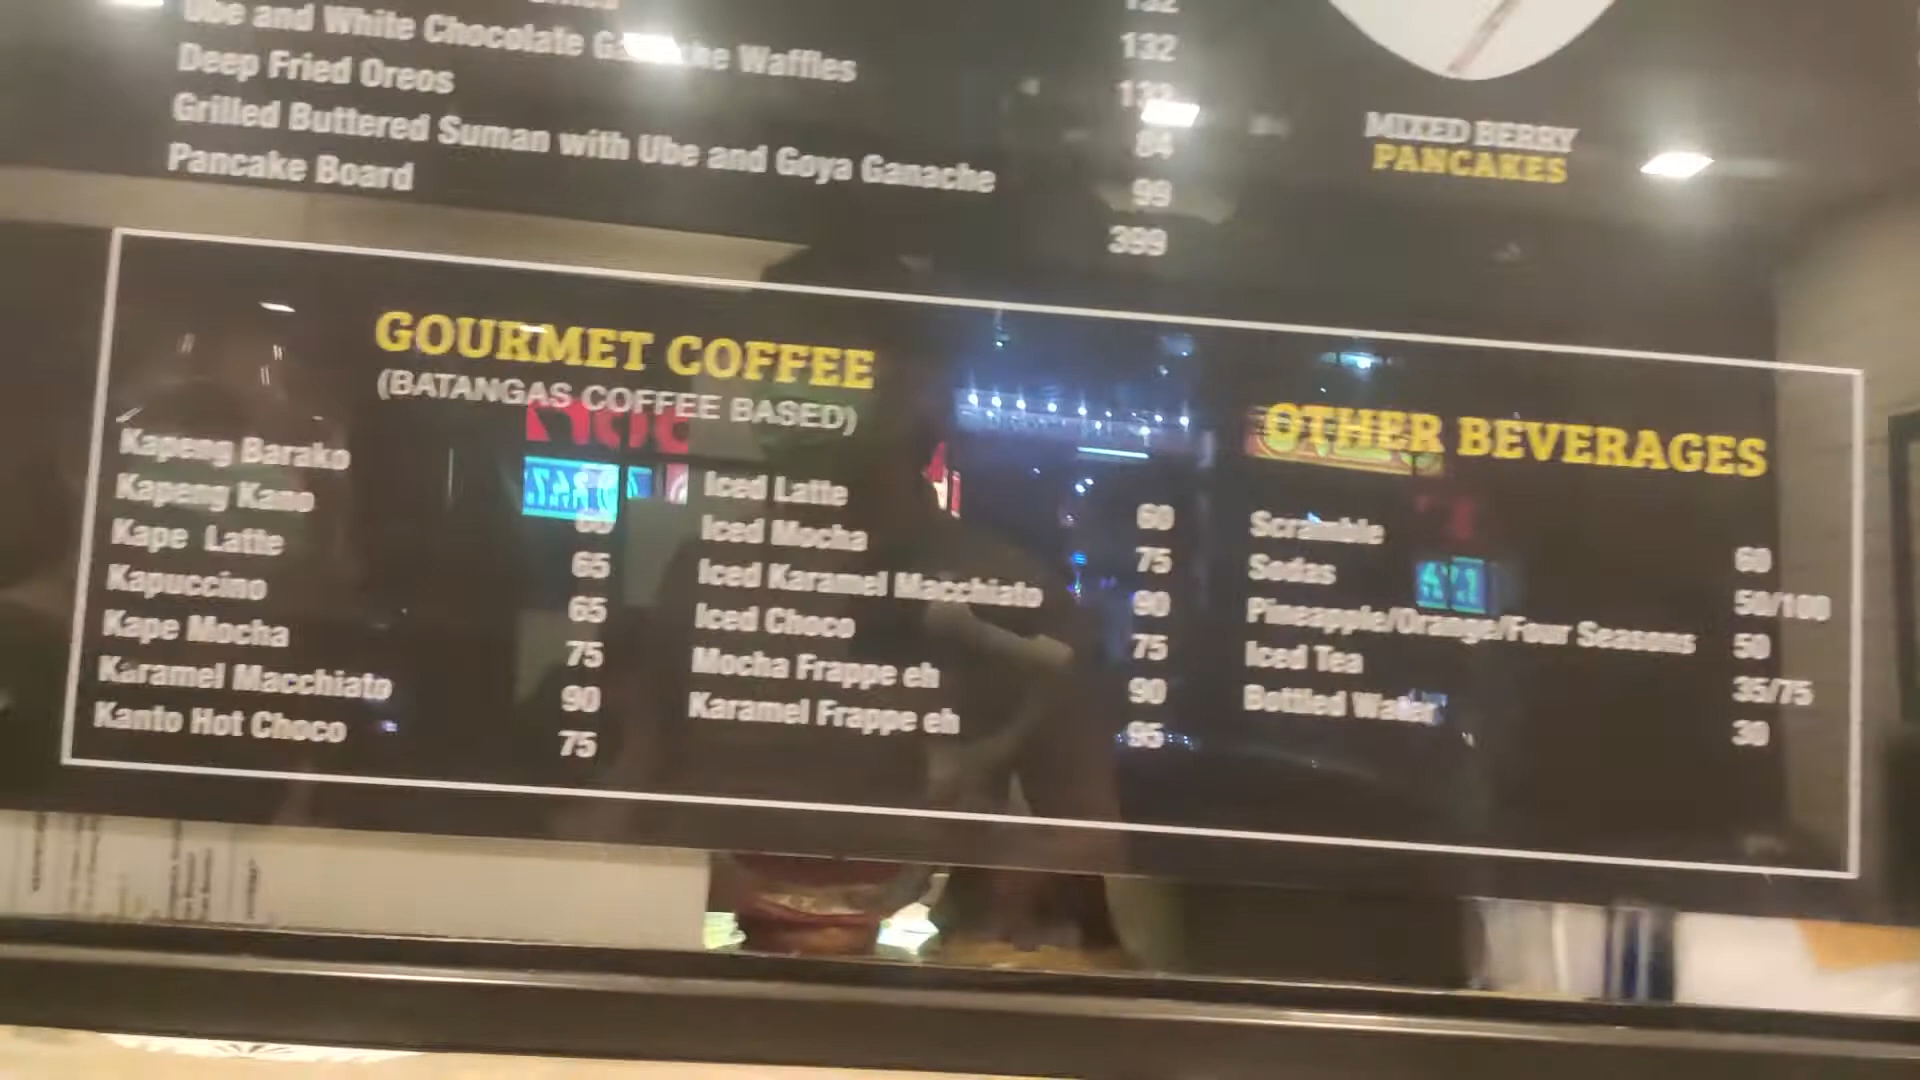 132
Ube and White Chocolate Ganache Waffles 132
Deep Fried Oreos
Grilled Buttered Suman with Ube and Goya Ganache 84
Pancake Board 99
399
MIXED BERRY
PANCAKES
GOURMET COFFEE
(BATANGAS COFFEE BASED)
Kapeng Barako
Kapeng Kano 60
Kape Latte 65
Kapuccino 65
Kape Mocha 75
Karamel Macchiato 90
Kanto Hot Choco 75
Iced Latte 60
Iced Mocha 75
Iced Karamel Macchiato 90
Iced Choco 75
Mocha Frappe eh 90
Karamel Frappe eh 95
OTHER BEVERAGES
Scramble 60
Sodas 50/100
Pineapple/Orange/Four Seasons 50
Iced Tea 35/75
Bottled Water 30